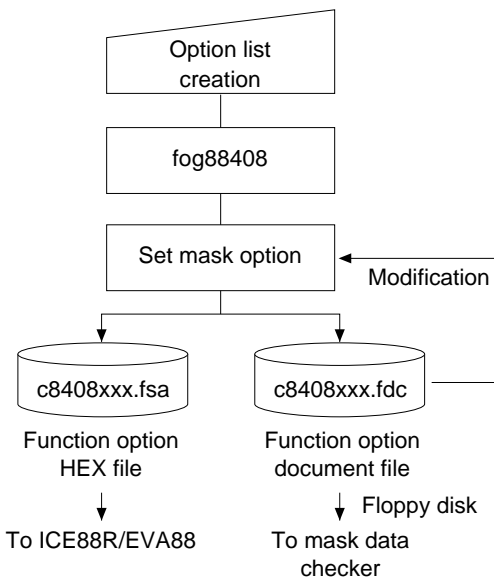 Option list
creation
fog88408
Set mask option
Modification
c8408xxx.fsa
c8408xxx.fdc
Function option
HEX file
Function option
document file
Floppy disk
To ICE88R/EVA88
To mask data
checker